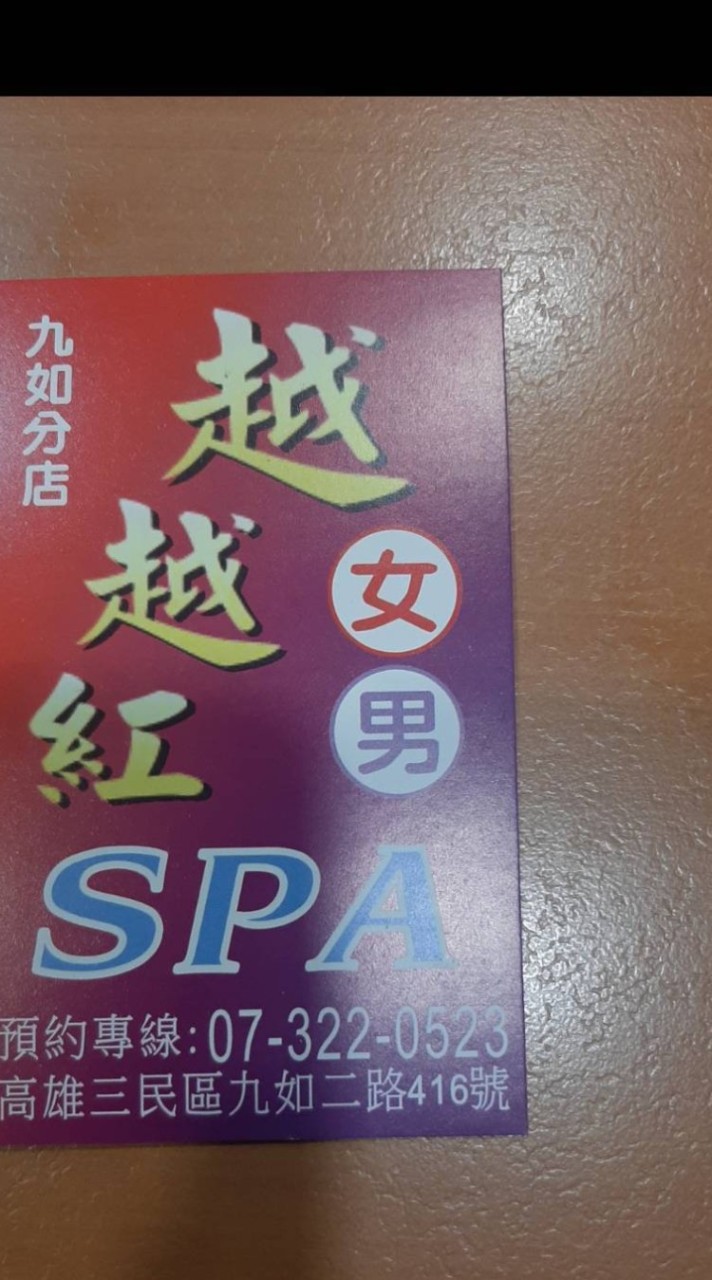 九如分店
越越紅
女
男
SPA
預約專線:07-322-0523
高雄三民區九如二路416號